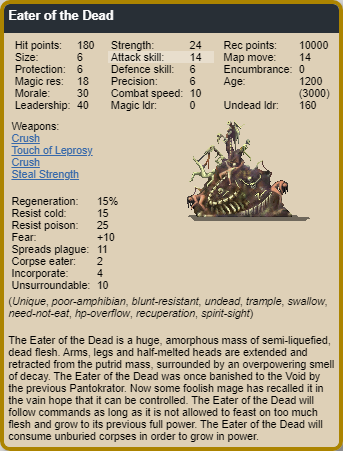 Eater of the Dead
Hit points: 180 Strength: 24 Rec points: 10000
Size: 6 Attack skill: 14 Map move: 14
Protection: 6 Defence skill: 6 Encumbrance: 0
Magic res: 18 Precision: 6 Age: 1200
Morale: 30 Combat speed: 10 (3000)
Leadership: 40 Magic ldr: 0 Undead ldr: 160
Weapons:
Crush
Touch of Leprosy
Crush
Steal Strength
Regeneration: 15%
Resist cold: 15
Resist poison: 25
Fear: +10
Spreads plague: 11
Corpse eater: 2
Incorporate: 4
Unsurroundable: 10
(Unique, poor-amphibian, blunt-resistant, undead, trample, swallow,
need-not-eat, hp-overflow, recuperation, spirit-sight)
The Eater of the Dead is a huge, amorphous mass of semi-liquefied,
dead flesh. Arms, legs and half-melted heads are extended and
retracted from the putrid mass, surrounded by an overpowering smell
of decay. The Eater of the Dead was once banished to the Void by
the previous Pantokrator. Now some foolish mage has recalled it in
the vain hope that it can be controlled. The Eater of the Dead will
follow commands as long as it is not allowed to feast on too much
flesh and grow to its previous full power. The Eater of the Dead will
consume unburied corpses in order to grow in power.